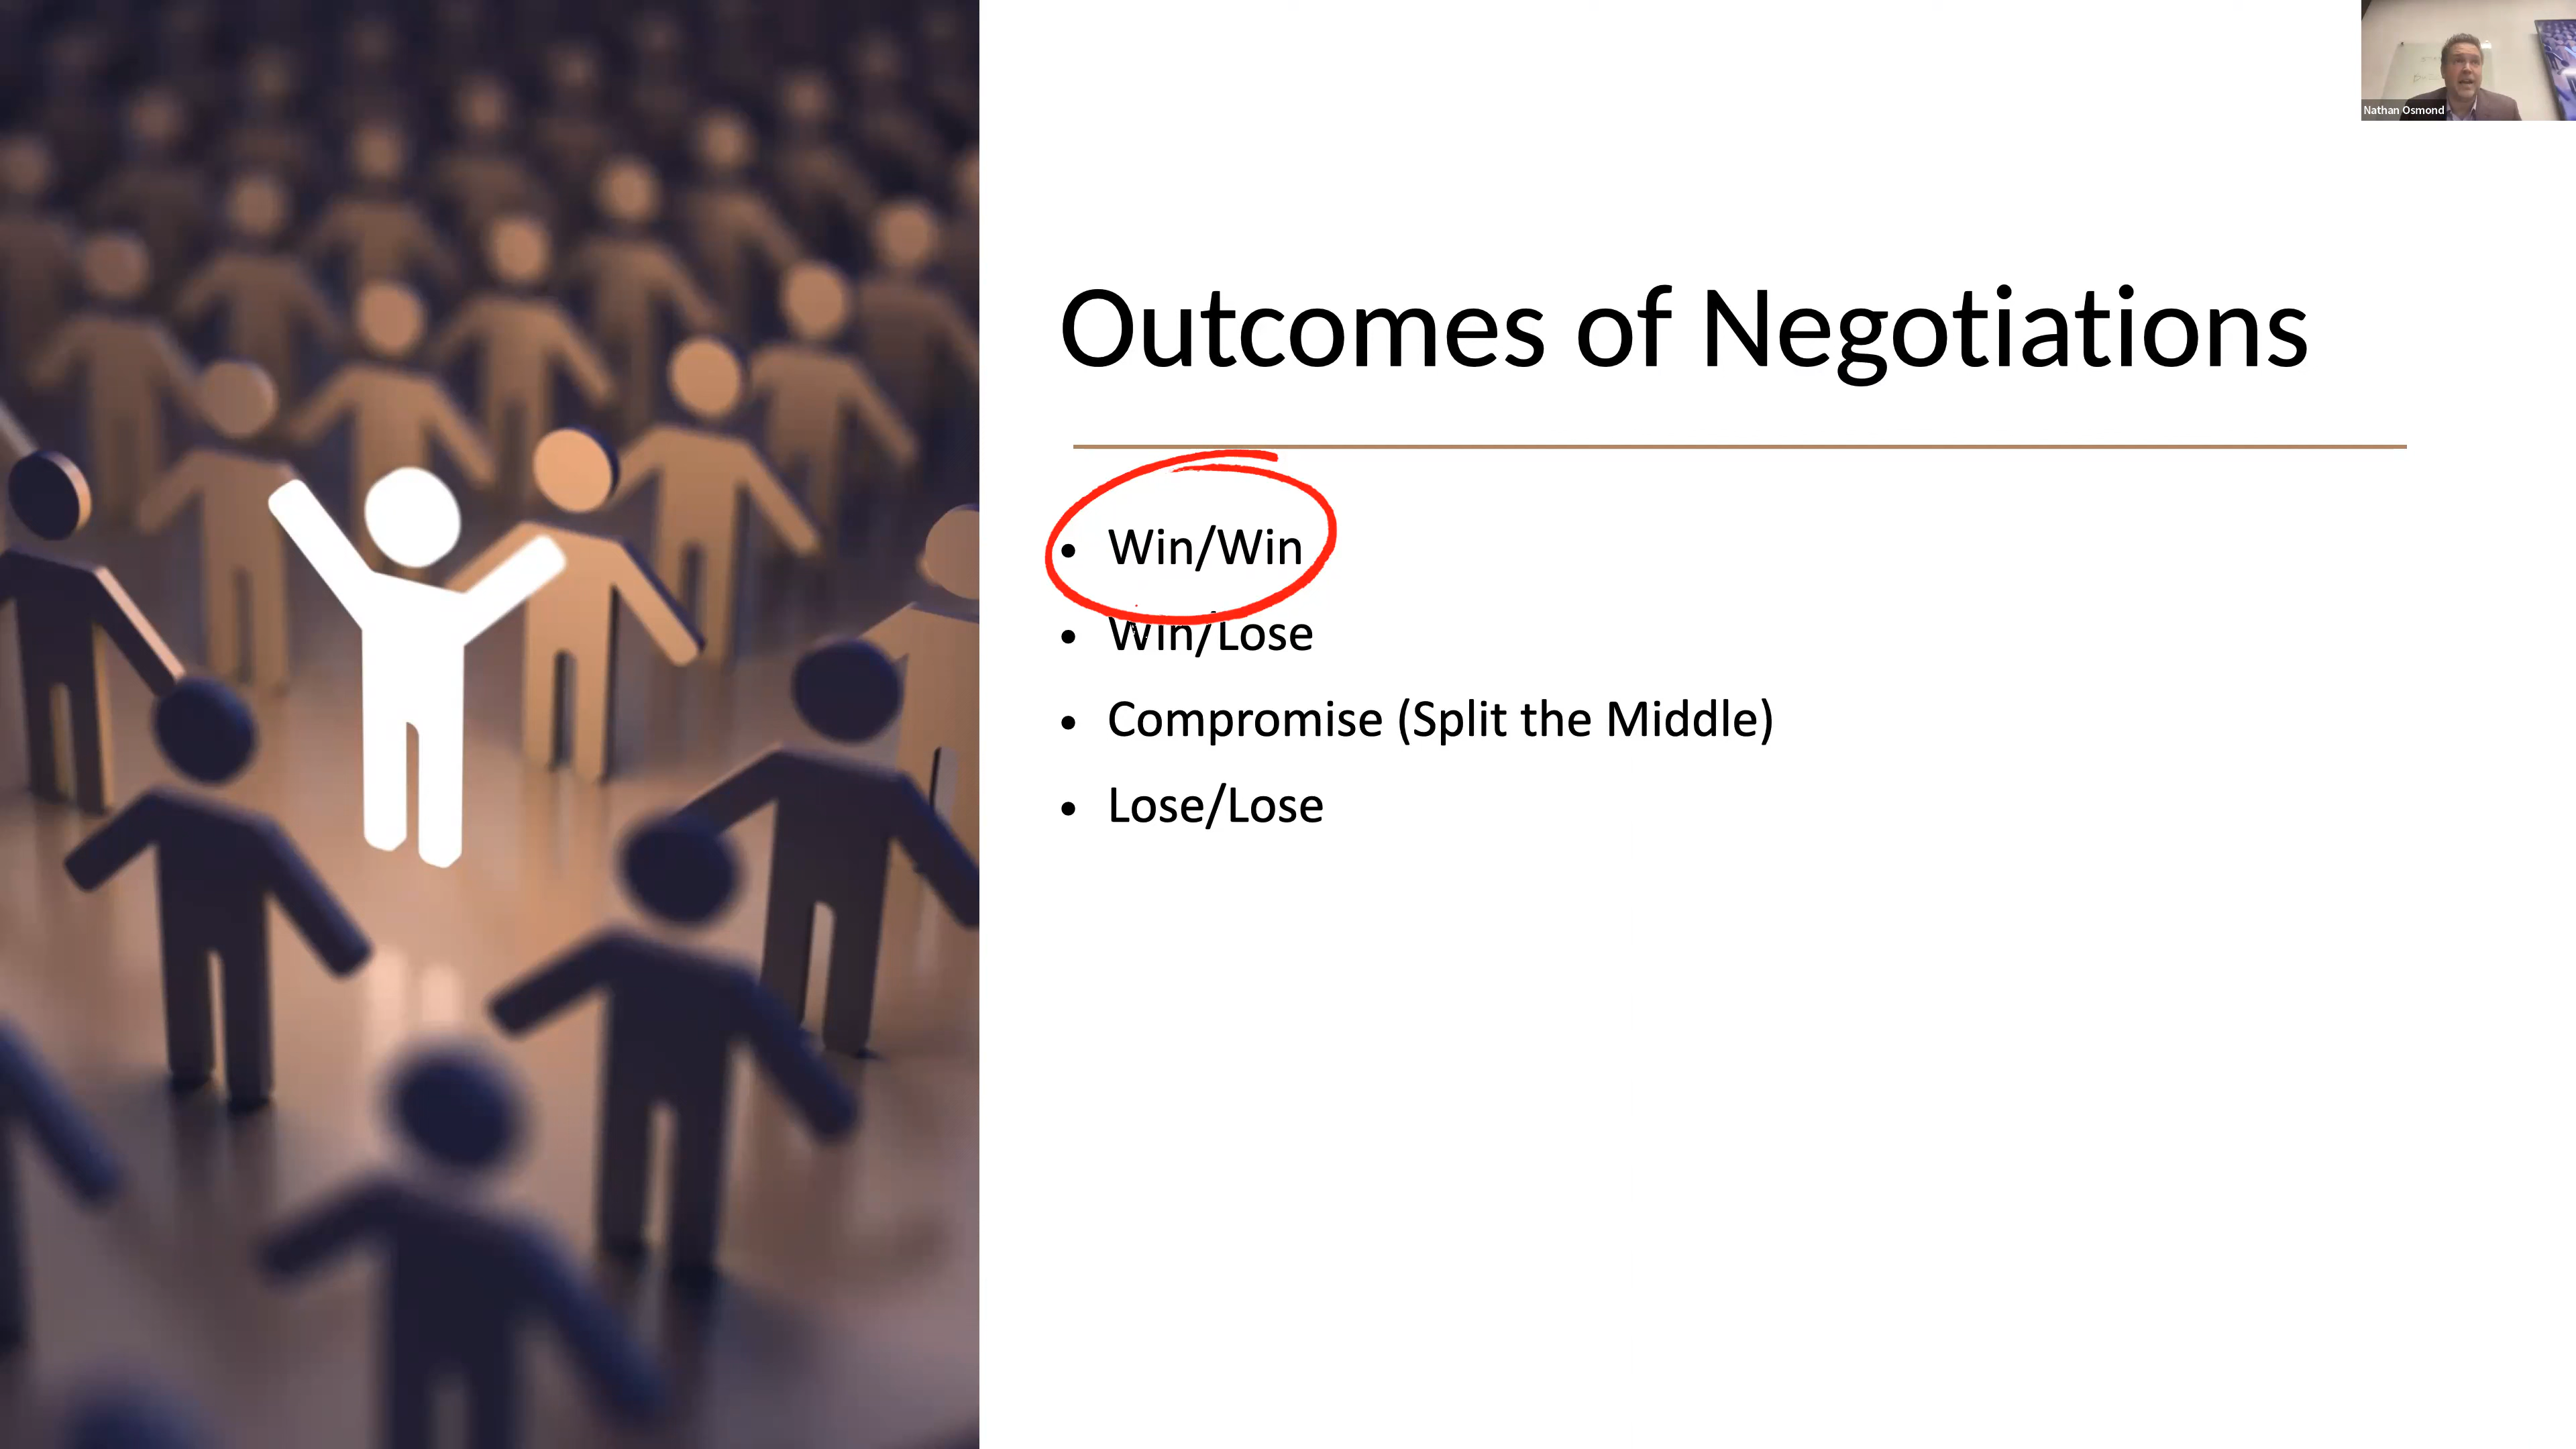 Nathan Osmond
Outcomes of Negotiations
• Win/Win
• Win/Lose
• Compromise (Split the Middle)
• Lose/Lose